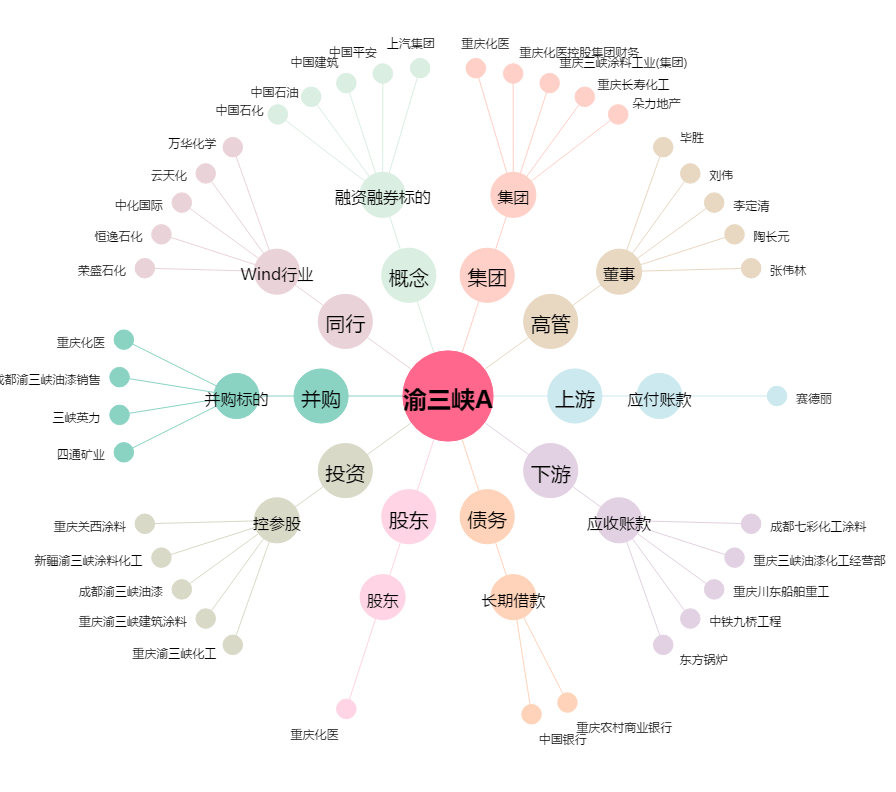 上汽集团
重庆化医
中国平安
重庆化医控股集团财务
中国建筑
重庆三峡涂料工业(集团)
中国石油
重庆长寿化工
中国石化
朵力地产
万华化学
毕胜
云天化
刘伟
融资融券标的
集团
中化国际
李定清
恒逸石化
陶长元
荣盛石化
Wind行业
概念
集团
董事
张伟林
同行
高管
重庆化医
成都渝三峡油漆销售
并购标的
并购
渝三峡A
上游
应付账款
赛德丽
三峡英力
四通矿业
投资
下游
重庆关西涂料
控参股
股东
债务
应收账款
成都七彩化工涂料
新疆渝三峡涂料化工
重庆三峡油漆化工经营部
成都渝三峡油漆
股东
长期借款
重庆川东船舶重工
重庆渝三峡建筑涂料
中铁九桥工程
重庆渝三峡化工
东方锅炉
重庆化医
重庆农村商业银行
中国银行